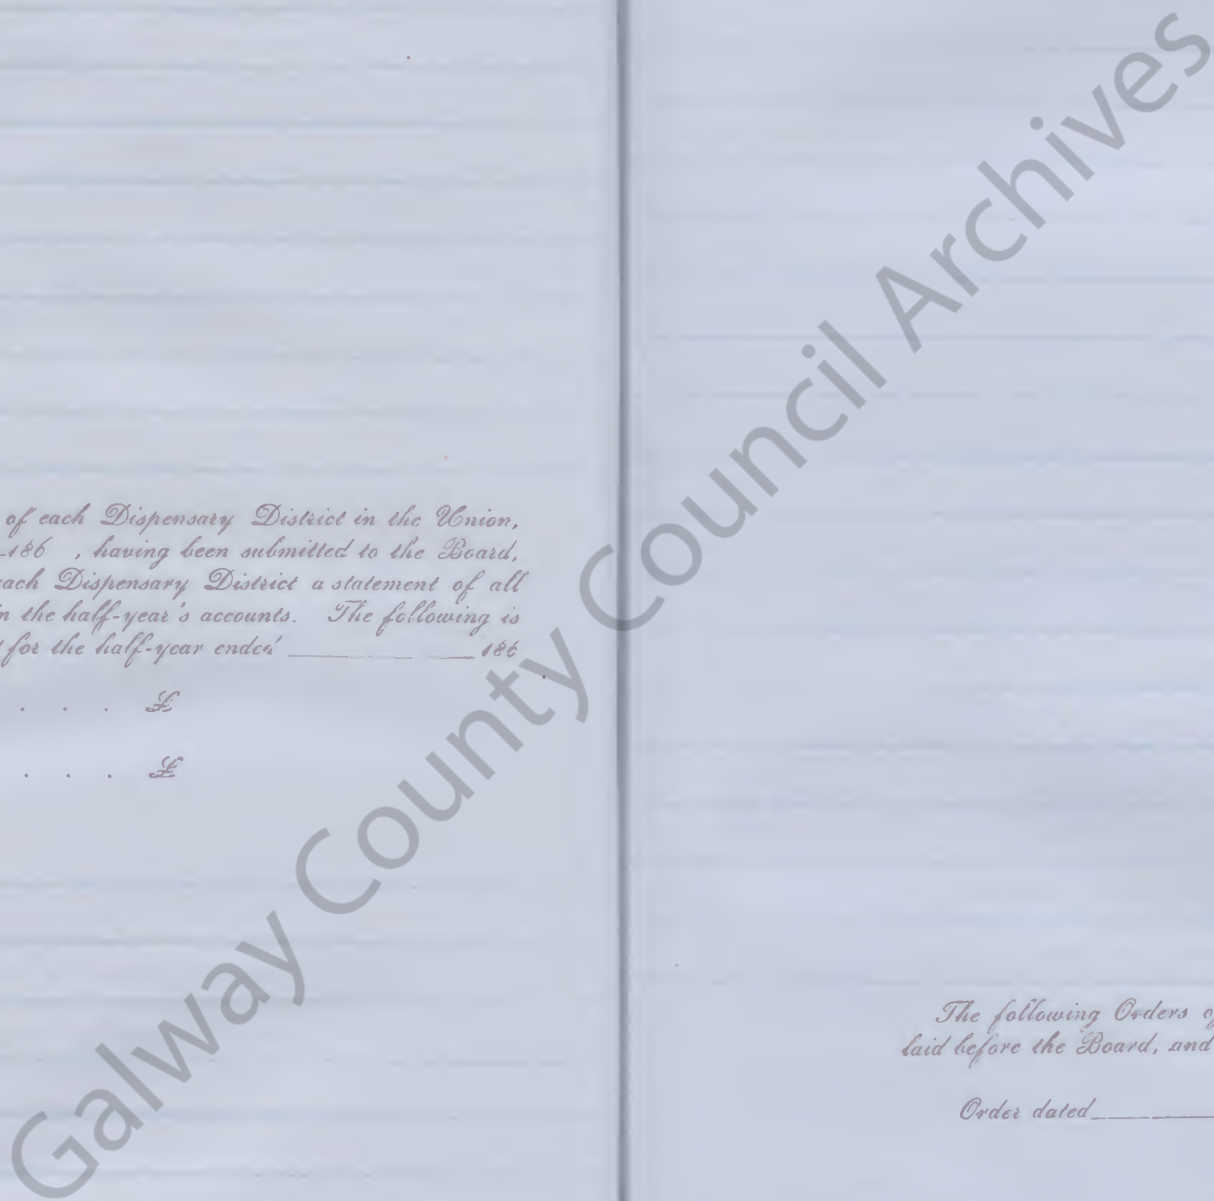 of each Dispensary District in the Union,
186 , having been submitted to the Board,
each Dispensary District a statement of all
in the half-year's accounts. The following is
for the half-year ended 186
. . . £
. . . £
The following Orders of
laid before the Board, and
Order dated
Galway County Council Archives